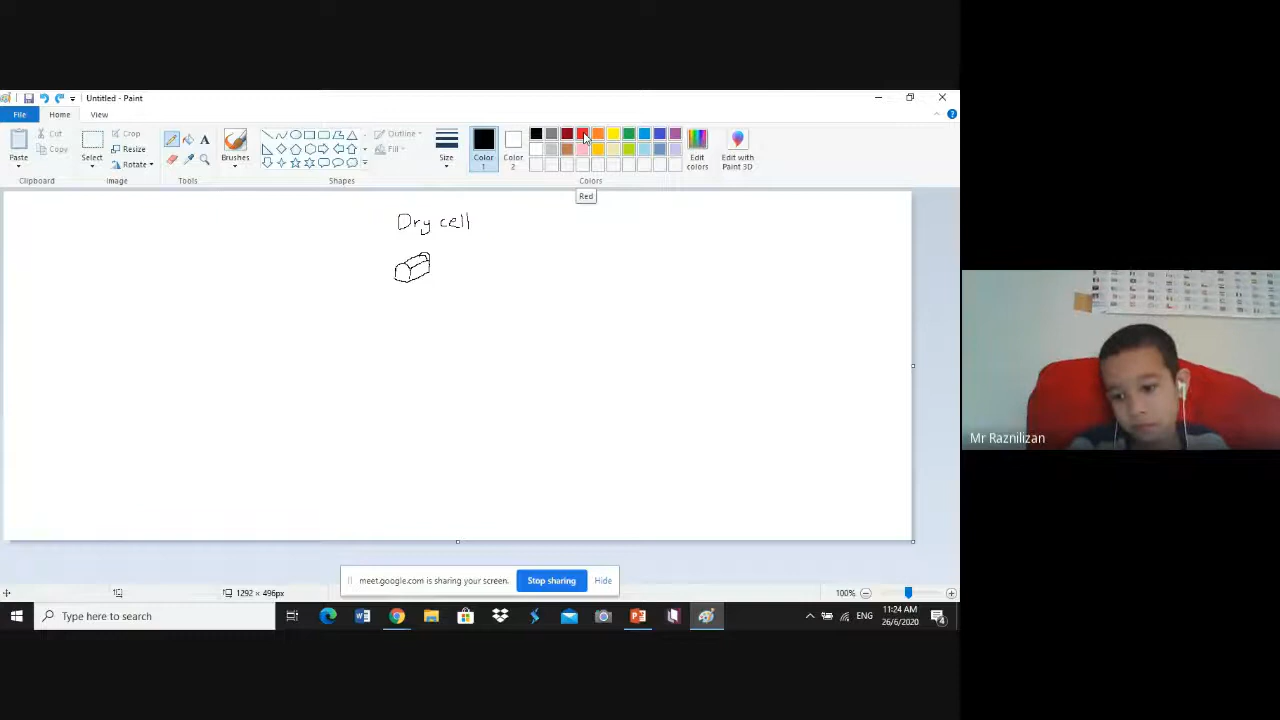 Untitled - Paint
File
Home
View
Paste
Cut
Copy
Clipboard
Select
Crop
Resize
Rotate
Image
Tools
Brushes
Outline
Fill
Shapes
Size
Color 1
Color 2
Edit colors
Edit with Paint 3D
Colors
Red
Dry cell
Mr Raznilizan
meet.google.com is sharing your screen.
Stop sharing
Hide
1292 × 496px
100%
Type here to search
ENG
11:24 AM
26/6/2020
4